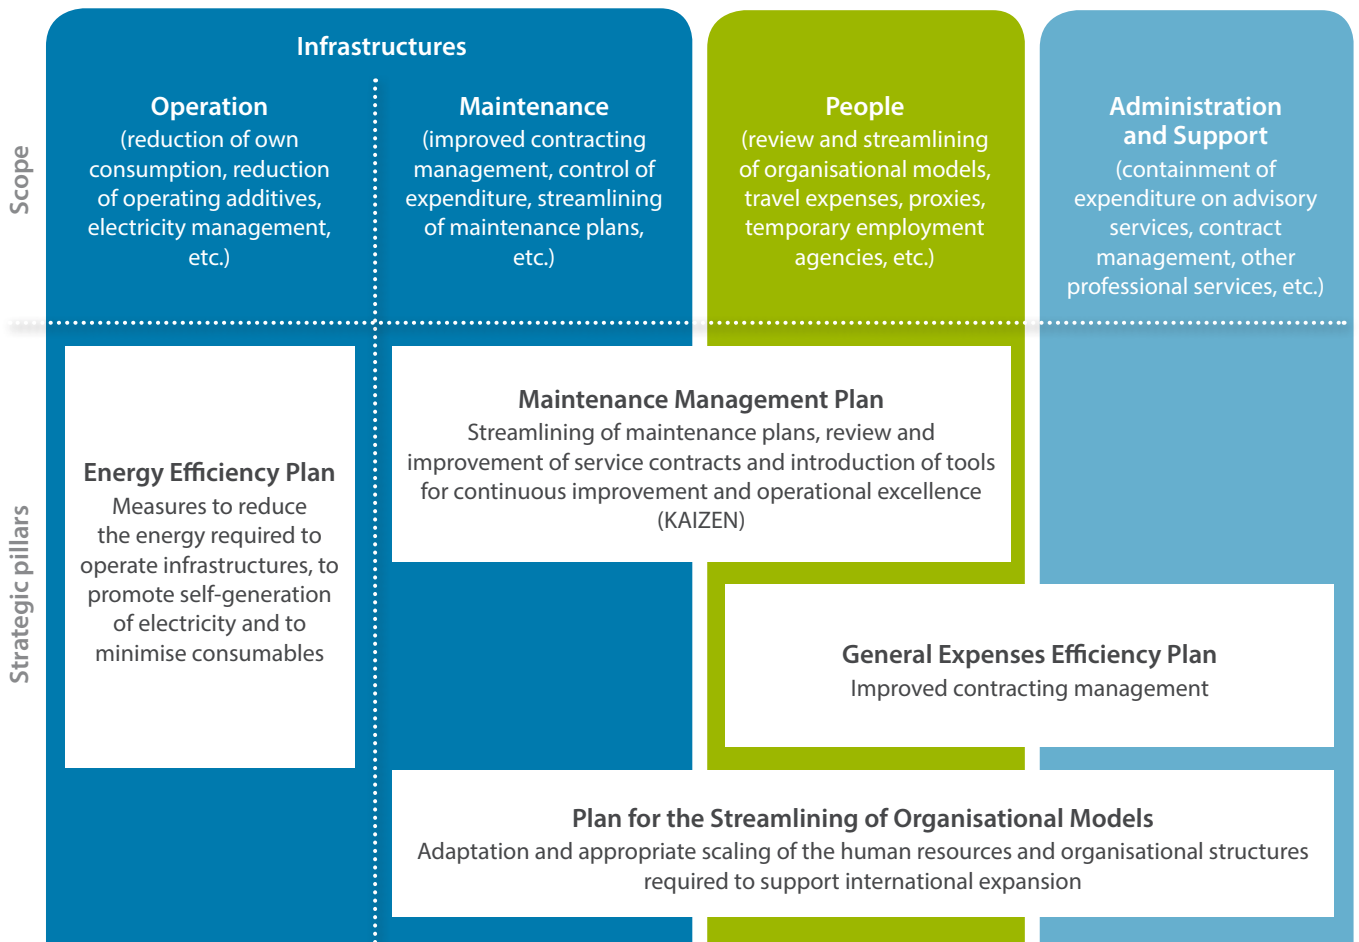 Infrastructures
Scope
Operation
(reduction of own
consumption, reduction
of operating additives,
electricity management,
etc.)
Maintenance
(improved contracting
management, control of
expenditure, streamlining
of maintenance plans,
etc.)
People
(review and streamlining
of organisational models,
travel expenses, proxies,
temporary employment
agencies, etc.)
Administration
and Support
(containment of
expenditure on advisory
services, contract
management, other
professional services, etc.)
Strategic pillars
Energy Efficiency Plan
Measures to reduce
the energy required to
operate infrastructures, to
promote self-generation
of electricity and to
minimise consumables
Maintenance Management Plan
Streamlining of maintenance plans, review and
improvement of service contracts and introduction of tools
for continuous improvement and operational excellence
(KAIZEN)
General Expenses Efficiency Plan
Improved contracting management
Plan for the Streamlining of Organisational Models
Adaptation and appropriate scaling of the human resources and organisational structures
required to support international expansion